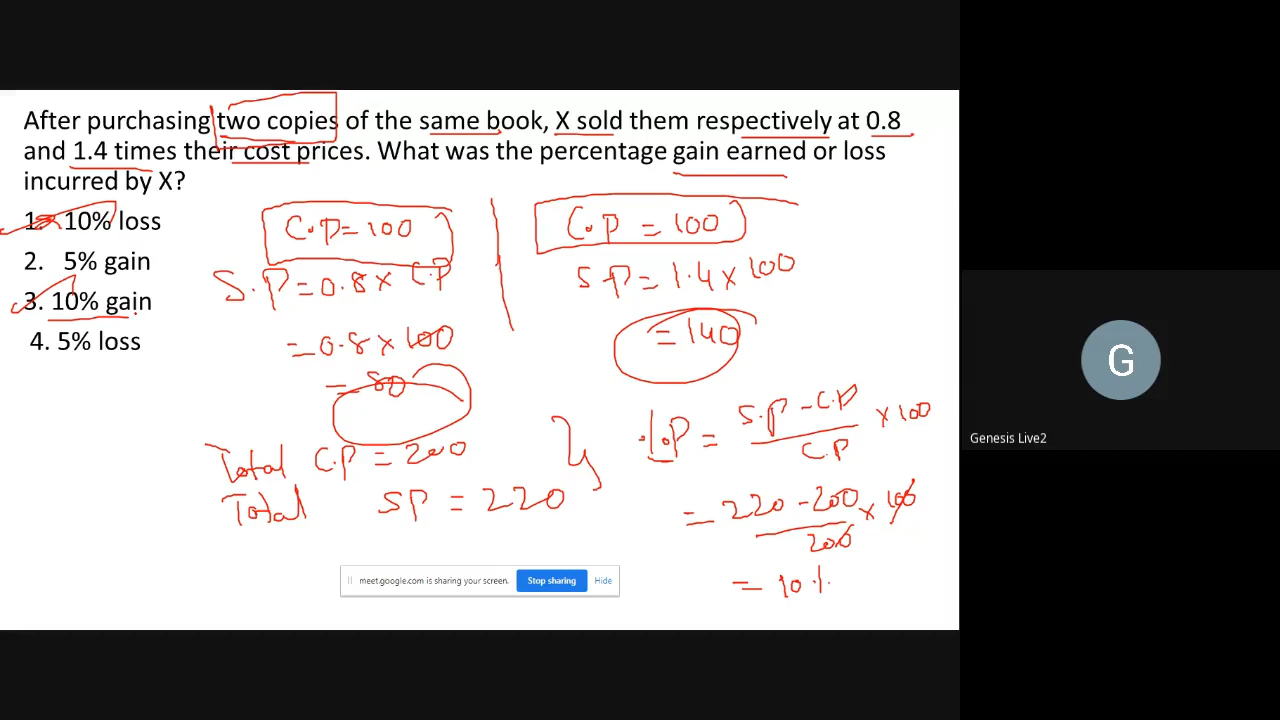 After purchasing two copies of the same book, X sold them respectively at 0.8
and 1.4 times their cost prices. What was the percentage gain earned or loss
incurred by X?
1. 10% loss
2. 5% gain
3. 10% gain
4. 5% loss
C.P = 100
S.P = 0.8 x C.P
= 0.8 x 100
= 80
C.P = 100
S.P = 1.4 x 100
= 140
Total C.P = 200
Total SP = 220
% P = S.P - C.P / C.P x 100
= 220 - 200 / 200 x 100
= 10 %
meet.google.com is sharing your screen. Stop sharing Hide
G
Genesis Live2